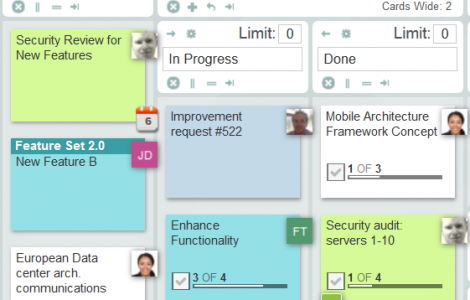 Cards Wide: 2
Security Review for
New Features
6
Feature Set 2.0
New Feature B
JD
European Data
center arch.
communications
Limit: 0
In Progress
Improvement
request #522
Enhance
Functionality
FT
3 OF 4
Limit: 0
Done
Mobile Architecture
Framework Concept
1 OF 3
Security audit:
servers 1-10
1 OF 4